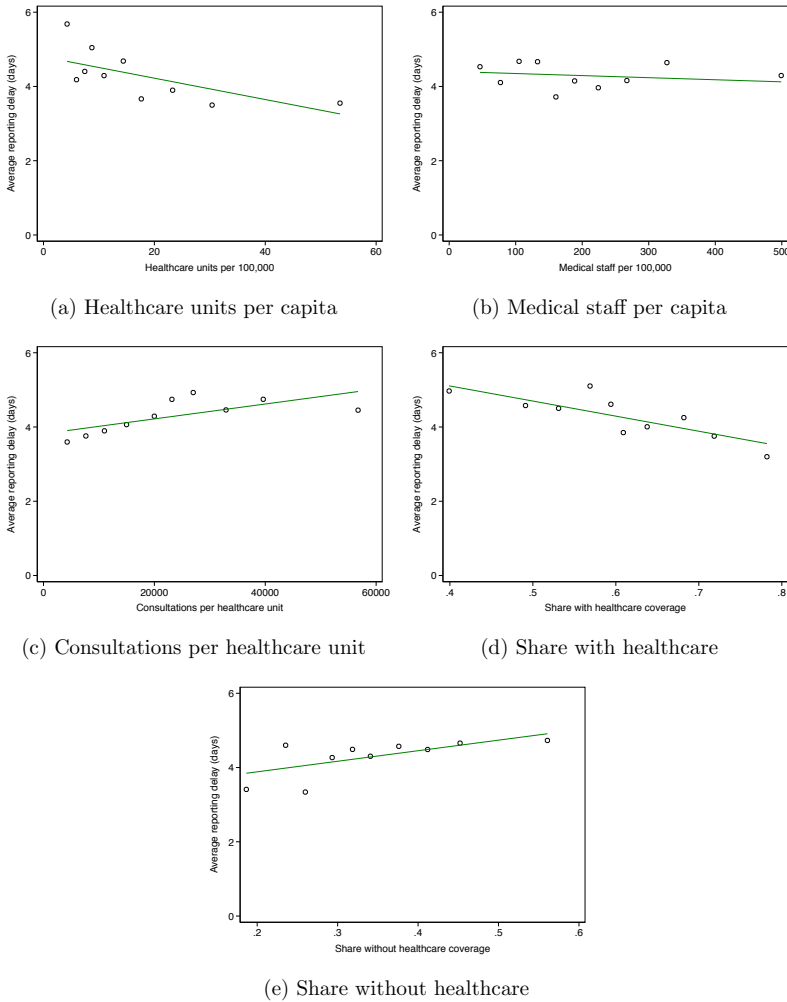 6
4
2
0
Average reporting delay (days)
0 20 40 60
Healthcare units per 100,000
(a) Healthcare units per capita
6
4
2
0
Average reporting delay (days)
0 100 200 300 400 500
Medical staff per 100,000
(b) Medical staff per capita
6
4
2
0
Average reporting delay (days)
0 20000 40000 60000
Consultations per healthcare unit
(c) Consultations per healthcare unit
6
4
2
0
Average reporting delay (days)
.4 .5 .6 .7 .8
Share with healthcare coverage
(d) Share with healthcare
6
4
2
0
Average reporting delay (days)
.2 .3 .4 .5 .6
Share without healthcare coverage
(e) Share without healthcare